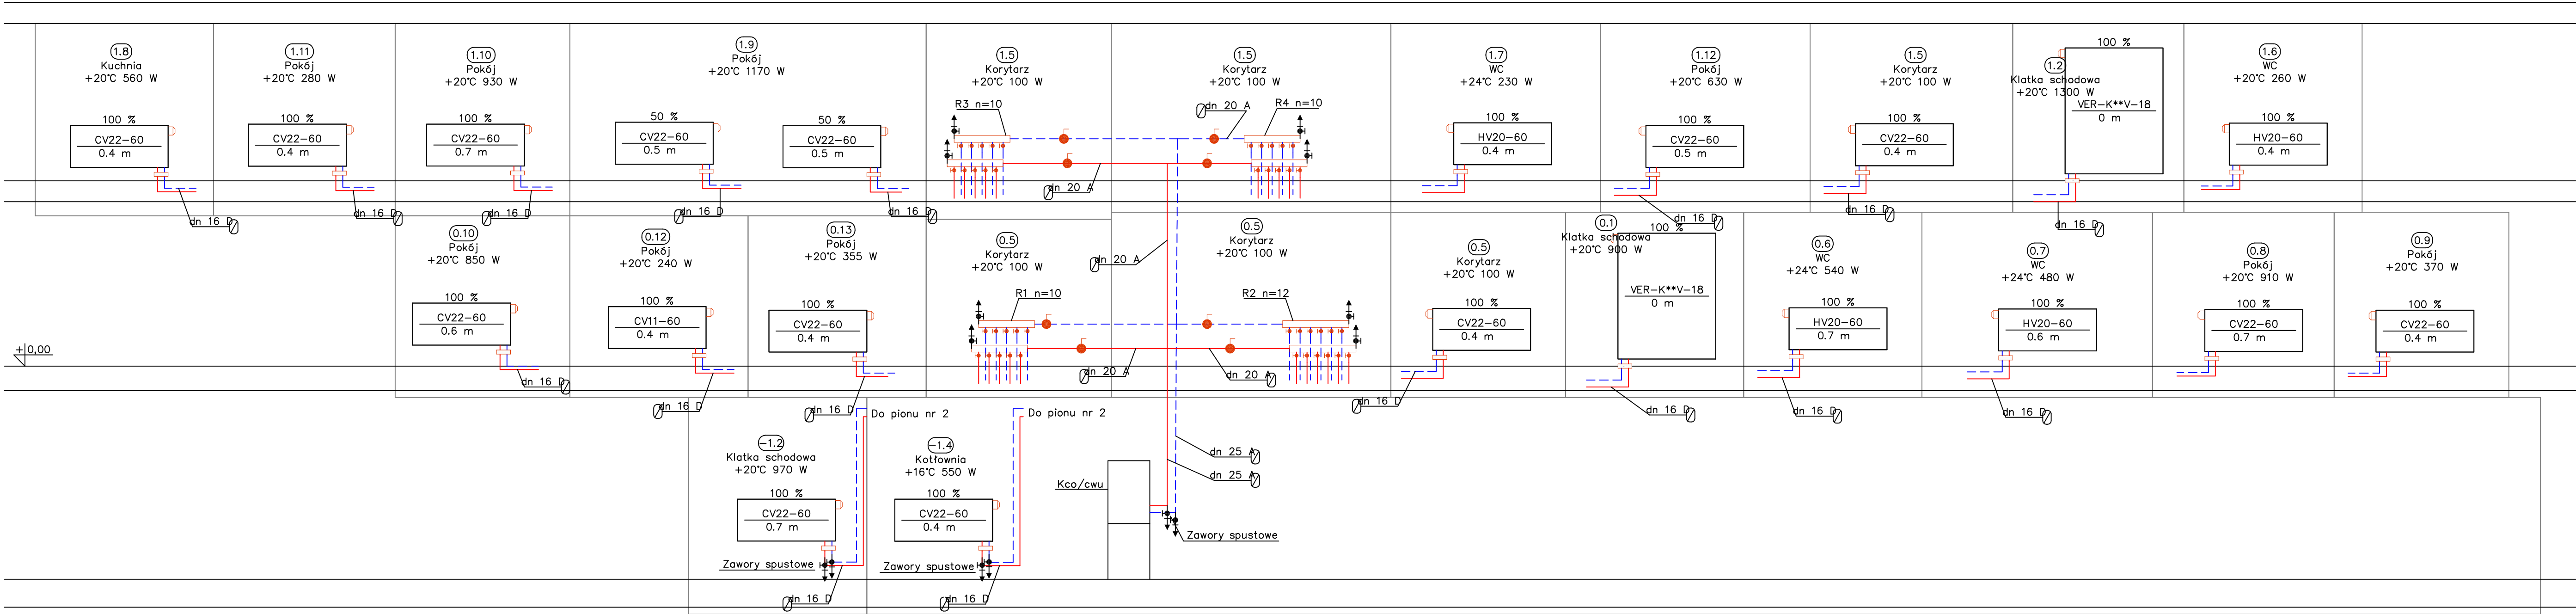 1.8
Kuchnia
+20°C 560 W
100 %
CV22-60
0.4 m
dn 16 D
1.11
Pokój
+20°C 280 W
100 %
CV22-60
0.4 m
dn 16 D
1.10
Pokój
+20°C 930 W
100 %
CV22-60
0.7 m
dn 16 D
1.9
Pokój
+20°C 1170 W
50 %
CV22-60
0.5 m
dn 16 D
50 %
CV22-60
0.5 m
dn 16 D
1.5
Korytarz
+20°C 100 W
R3 n=10
dn 20 A
1.5
Korytarz
+20°C 100 W
dn 20 A
R4 n=10
1.7
WC
+24°C 230 W
100 %
HV20-60
0.4 m
1.12
Pokój
+20°C 630 W
100 %
CV22-60
0.5 m
dn 16 D
1.5
Korytarz
+20°C 100 W
100 %
CV22-60
0.4 m
dn 16 D
1.2
Klatka schodowa
+20°C 1300 W
100 %
VER-K**V-18
0 m
dn 16 D
1.6
WC
+20°C 260 W
100 %
HV20-60
0.4 m
0.10
Pokój
+20°C 850 W
100 %
CV22-60
0.6 m
dn 16 D
0.12
Pokój
+20°C 240 W
100 %
CV11-60
0.4 m
dn 16 D
0.13
Pokój
+20°C 355 W
100 %
CV22-60
0.4 m
dn 16 D
0.5
Korytarz
+20°C 100 W
R1 n=10
dn 20 A
dn 20 A
0.5
Korytarz
+20°C 100 W
R2 n=12
dn 20 A
0.5
Korytarz
+20°C 100 W
100 %
CV22-60
0.4 m
dn 16 D
0.1
Klatka schodowa
+20°C 900 W
100 %
VER-K**V-18
0 m
dn 16 D
0.6
WC
+24°C 540 W
100 %
HV20-60
0.7 m
dn 16 D
0.7
WC
+24°C 480 W
100 %
HV20-60
0.6 m
dn 16 D
0.8
Pokój
+20°C 910 W
100 %
CV22-60
0.7 m
0.9
Pokój
+20°C 370 W
100 %
CV22-60
0.4 m
+0,00
-1.2
Klatka schodowa
+20°C 970 W
100 %
CV22-60
0.7 m
Do pionu nr 2
Zawory spustowe
dn 16 D
-1.4
Kotłownia
+16°C 550 W
100 %
CV22-60
0.4 m
Do pionu nr 2
Zawory spustowe
dn 16 D
Kco/cwu
dn 25 A
dn 25 A
Zawory spustowe